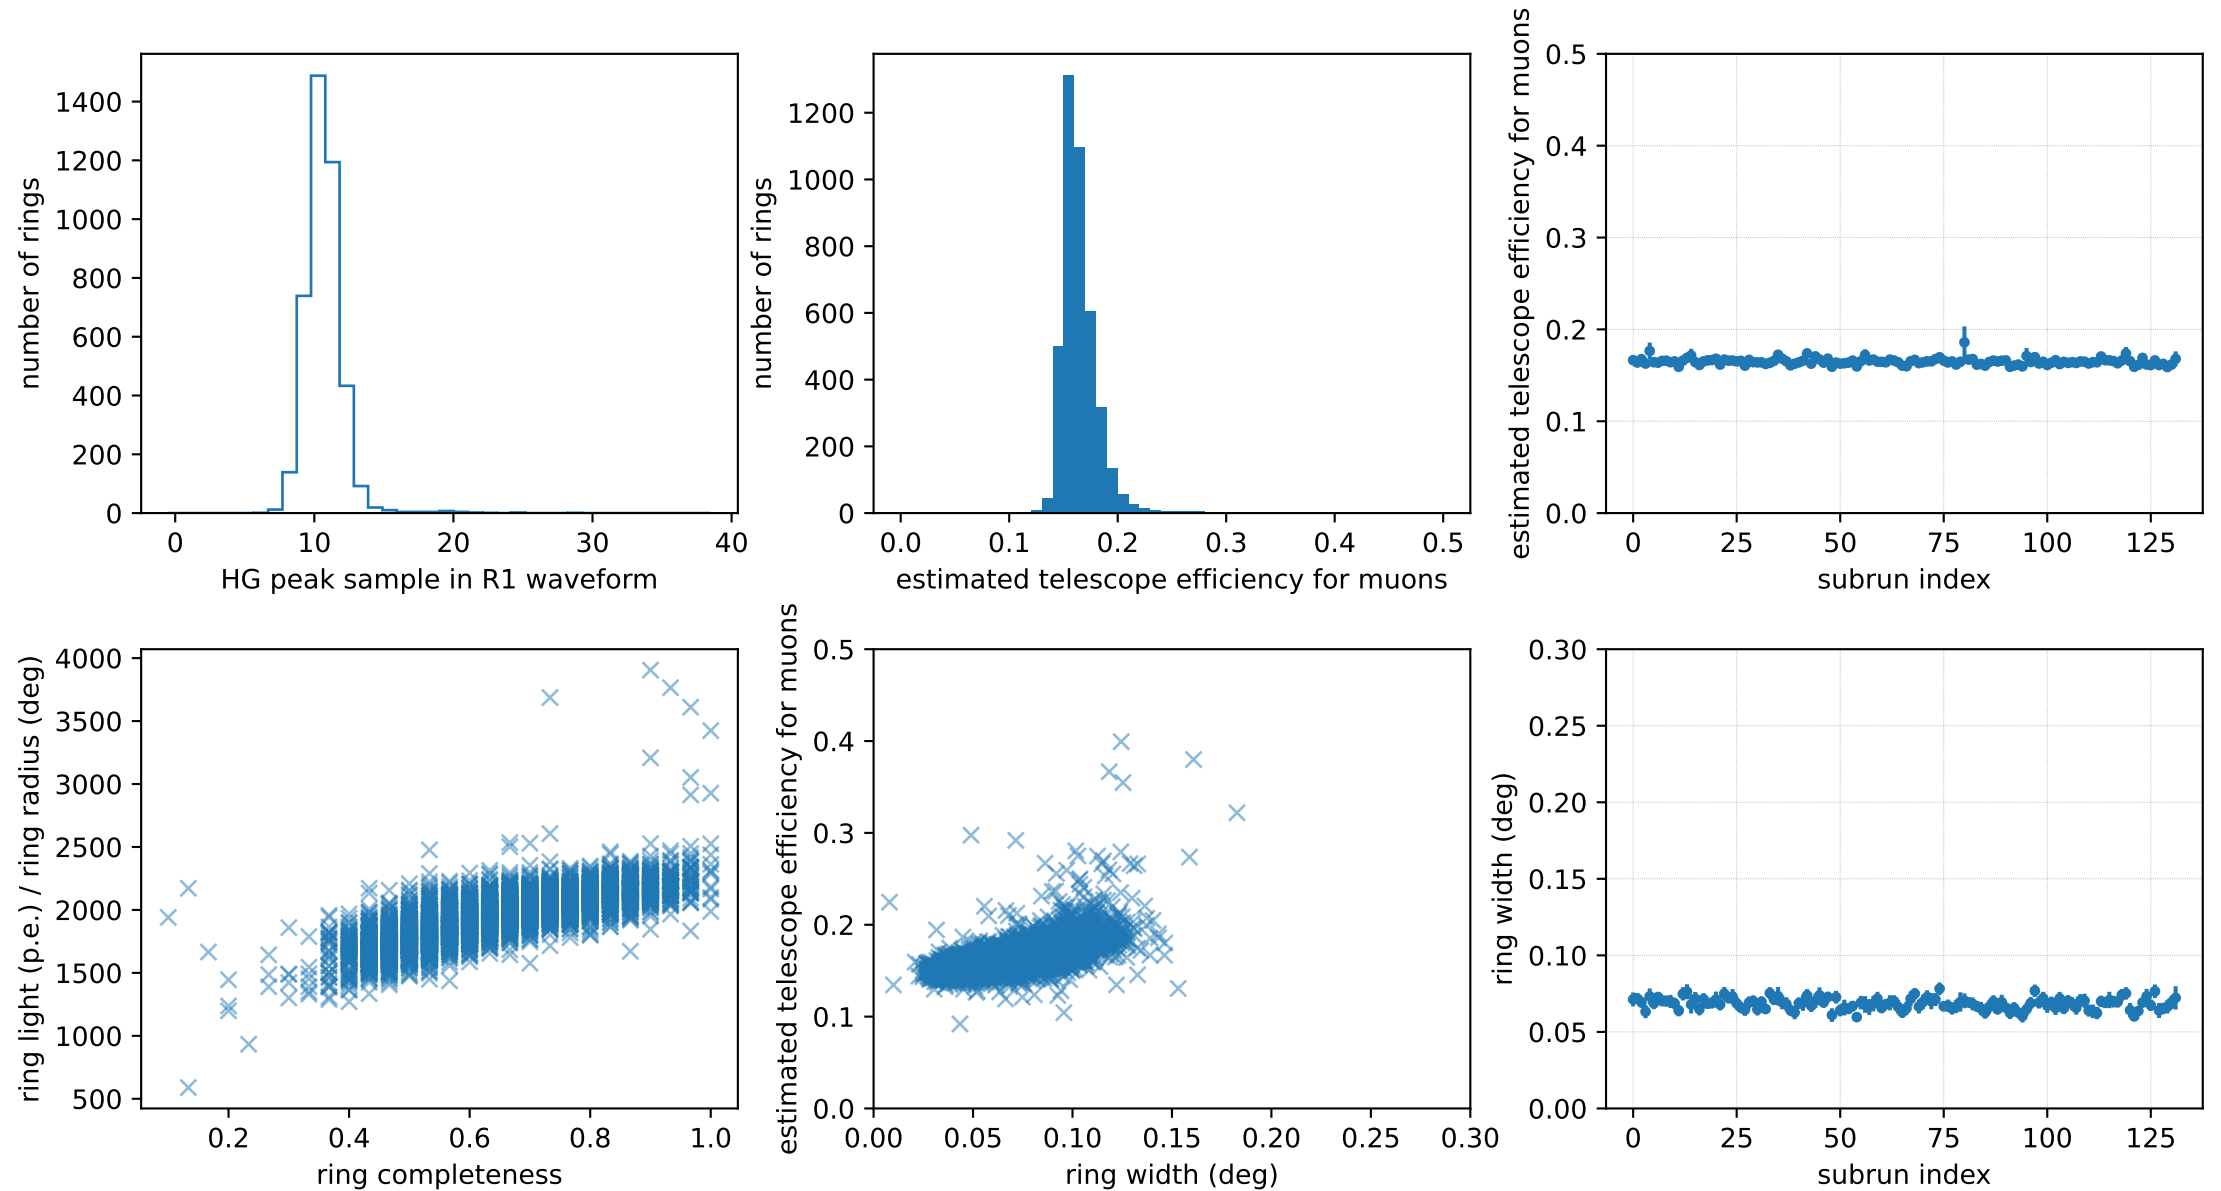 number of rings
1400
1200
1000
800
600
400
200
0
0 10 20 30 40
HG peak sample in R1 waveform
number of rings
1200
1000
800
600
400
200
0
0.0 0.1 0.2 0.3 0.4 0.5
estimated telescope efficiency for muons
estimated telescope efficiency for muons
0.5
0.4
0.3
0.2
0.1
0.0
0 25 50 75 100 125
subrun index
ring light (p.e.) / ring radius (deg)
4000
3500
3000
2500
2000
1500
1000
500
0.2 0.4 0.6 0.8 1.0
ring completeness
estimated telescope efficiency for muons
0.5
0.4
0.3
0.2
0.1
0.0
0.00 0.05 0.10 0.15 0.20 0.25 0.30
ring width (deg)
ring width (deg)
0.30
0.25
0.20
0.15
0.10
0.05
0.00
0 25 50 75 100 125
subrun index